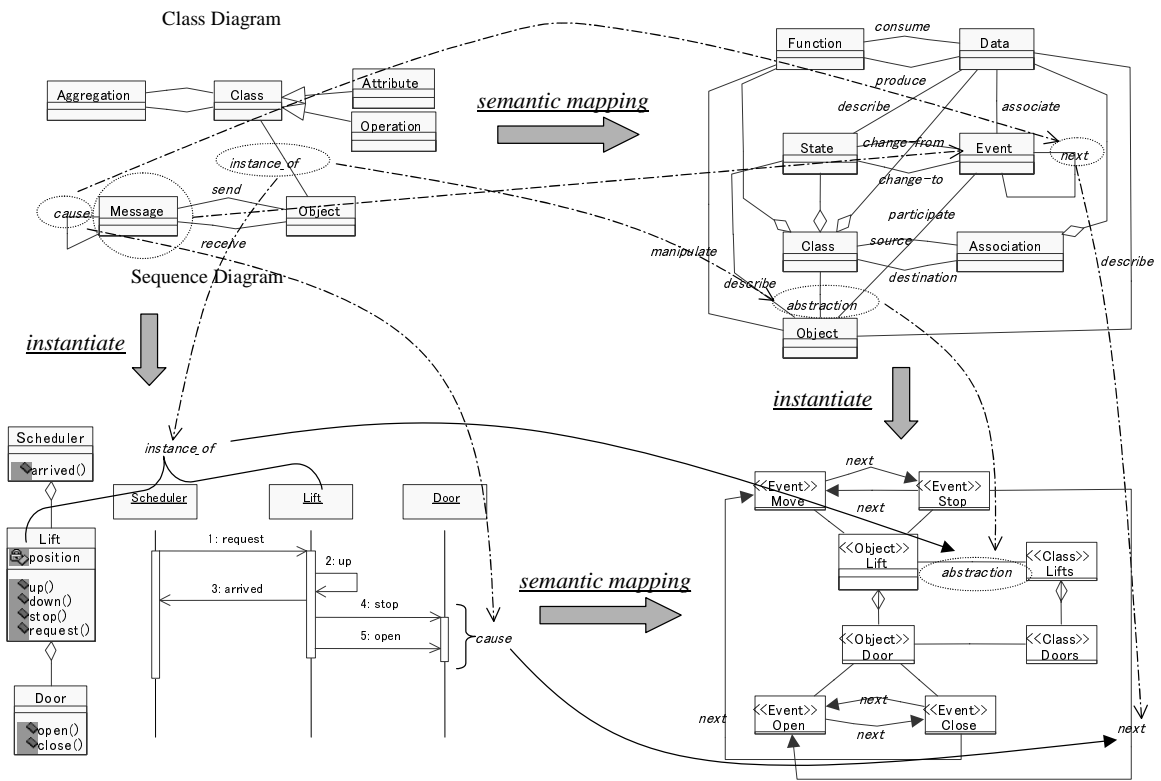 Class Diagram
Aggregation
Class
Attribute
Operation
instance_of
send
cause
Message
Object
receive
Sequence Diagram
semantic mapping
Function
consume
Data
produce
describe
associate
State
change-from
Event
next
change-to
participate
Class
source
Association
manipulate
destination
describe
describe
abstraction
Object
instantiate
instantiate
Scheduler
arrived()
instance_of
Scheduler
Lift
Door
Lift
position
up()
down()
stop()
request()
1: request
2: up
3: arrived
4: stop
5: open
cause
Door
open()
close()
semantic mapping
next
<<Event>>
Move
<<Event>>
Stop
next
<<Object>>
Lift
abstraction
<<Class>>
Lifts
<<Object>>
Door
<<Class>>
Doors
next
<<Event>>
Open
next
<<Event>>
Close
next
next